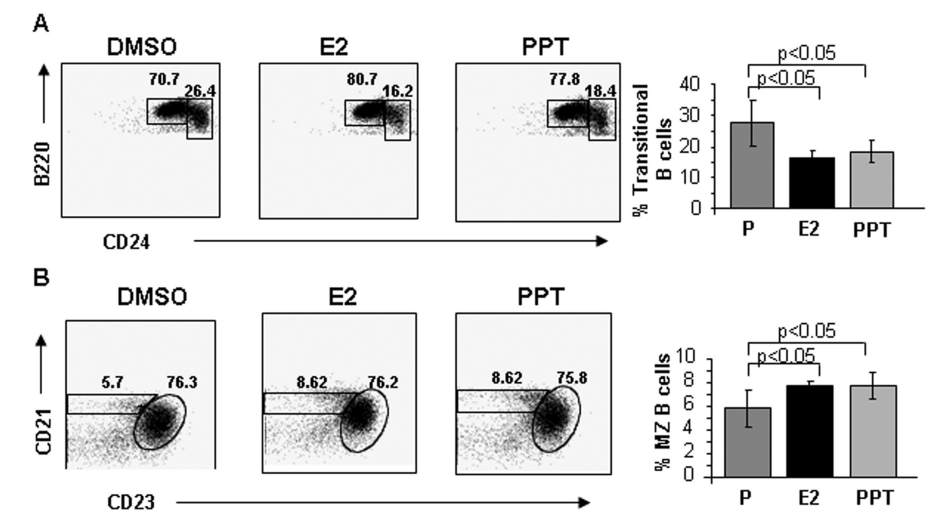 A
DMSO E2 PPT
70.7 26.4
80.7 16.2
77.8 18.4
B220
CD24
p<0.05
p<0.05
% Transitional
B cells
40
30
20
10
0
P E2 PPT
B
DMSO E2 PPT
5.7 76.3
8.62 76.2
8.62 75.8
CD21
CD23
p<0.05
p<0.05
% MZ B cells
10
8
6
4
2
0
P E2 PPT